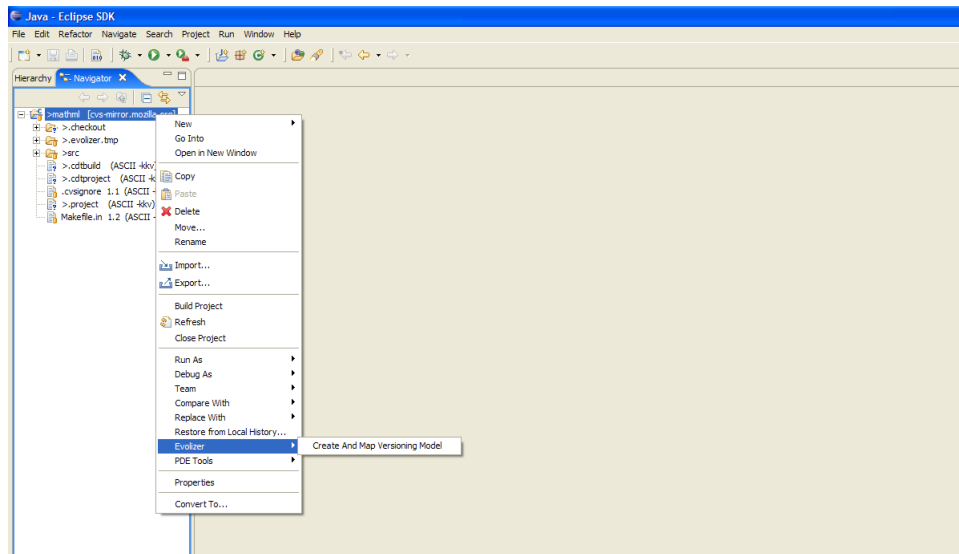 Java - Eclipse SDK
File Edit Refactor Navigate Search Project Run Window Help
Hierarchy Navigator
>mathml [cvs-mirror.mozilla.org]
>.checkout
>.evolizer.tmp
>src
>.cdtbuild (ASCII -kkv)
>.cdtproject (ASCII -k
.cvsignore 1.1 (ASCII -
>.project (ASCII -kkv)
Makefile.in 1.2 (ASCII -
New
Go Into
Open in New Window
Copy
Paste
Delete
Move...
Rename
Import...
Export...
Build Project
Refresh
Close Project
Run As
Debug As
Team
Compare With
Replace With
Restore from Local History...
Evolizer
Create And Map Versioning Model
PDE Tools
Properties
Convert To...